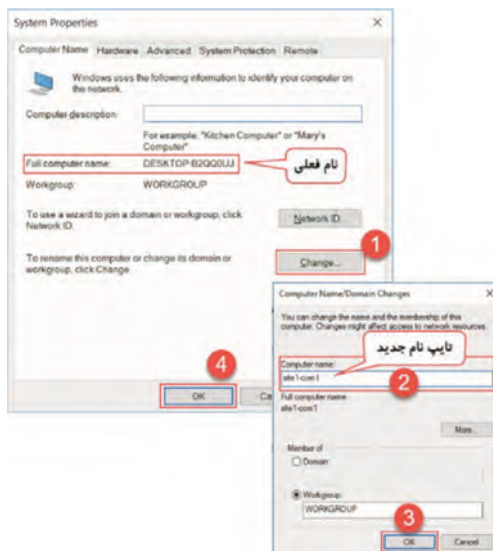 System Properties
Computer Name Hardware Advanced System Protection Remote
Windows uses the following information to identify your computer on
the network.
Computer description:
For example: "Kitchen Computer" or "Mary's
Computer"
Full computer name: DESKTOP-B2QQ0UJ
نام فعلی
Workgroup: WORKGROUP
To use a wizard to join a domain or workgroup, click
Network ID.
Network ID...
1
To rename this computer or change its domain or
workgroup, click Change.
Change...
4
OK
Computer Name/Domain Changes
You can change the name and the membership of this
computer. Changes might affect access to network resources.
تایپ نام جدید
Computer name:
site1-com1
2
Full computer name:
site1-com1
More...
Member of
Domain:
Workgroup:
WORKGROUP
3
OK Cancel